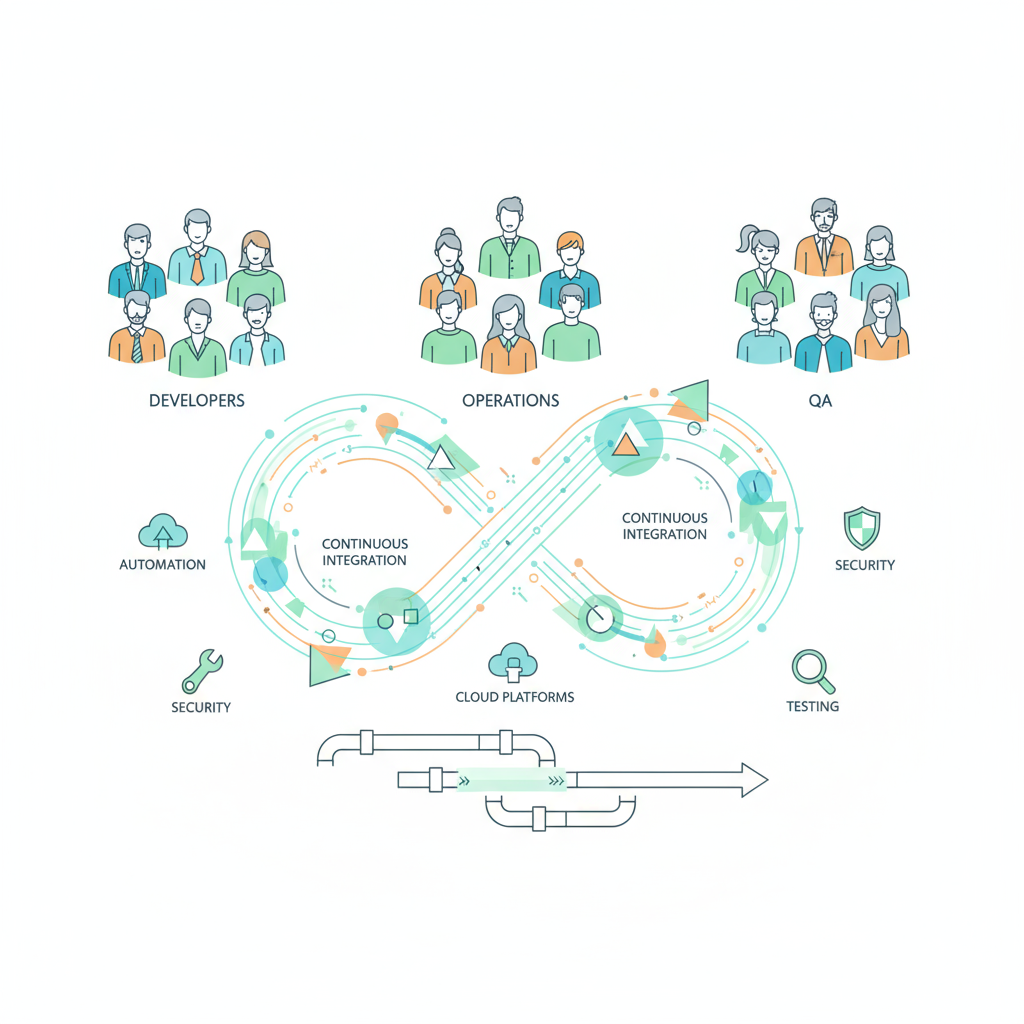 DEVELOPERS
OPERATIONS
QA
CONTINUOUS
INTEGRATION
CONTINUOUS
INTEGRATION
AUTOMATION
SECURITY
SECURITY
CLOUD PLATFORMS
TESTING